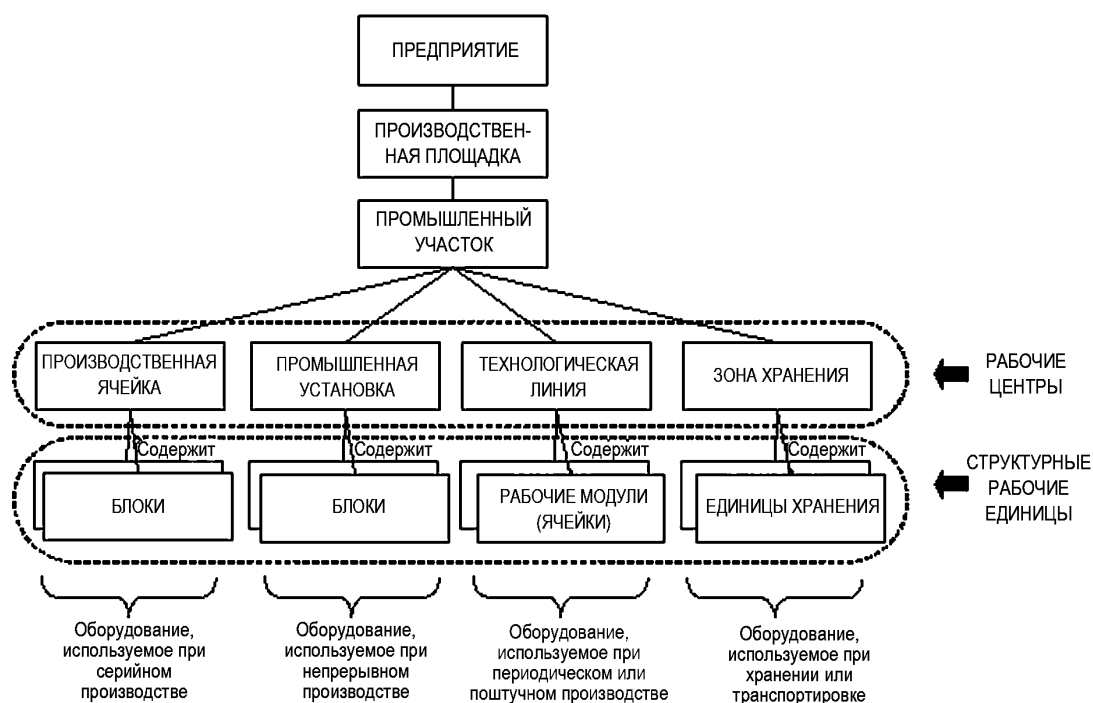 ПРЕДПРИЯТИЕ
ПРОИЗВОДСТВЕН-
НАЯ ПЛОЩАДКА
ПРОМЫШЛЕННЫЙ
УЧАСТОК
ПРОИЗВОДСТВЕННАЯ
ЯЧЕЙКА
ПРОМЫШЛЕННАЯ
УСТАНОВКА
ТЕХНОЛОГИЧЕСКАЯ
ЛИНИЯ
ЗОНА ХРАНЕНИЯ
РАБОЧИЕ
ЦЕНТРЫ
Содержит
Содержит
Содержит
Содержит
БЛОКИ
БЛОКИ
РАБОЧИЕ МОДУЛИ
(ЯЧЕЙКИ)
ЕДИНИЦЫ ХРАНЕНИЯ
СТРУКТУРНЫЕ
РАБОЧИЕ
ЕДИНИЦЫ
Оборудование,
используемое при
серийном
производстве
Оборудование,
используемое при
непрерывном
производстве
Оборудование,
используемое при
периодическом или
поштучном производстве
Оборудование,
используемое при
хранении или
транспортировке